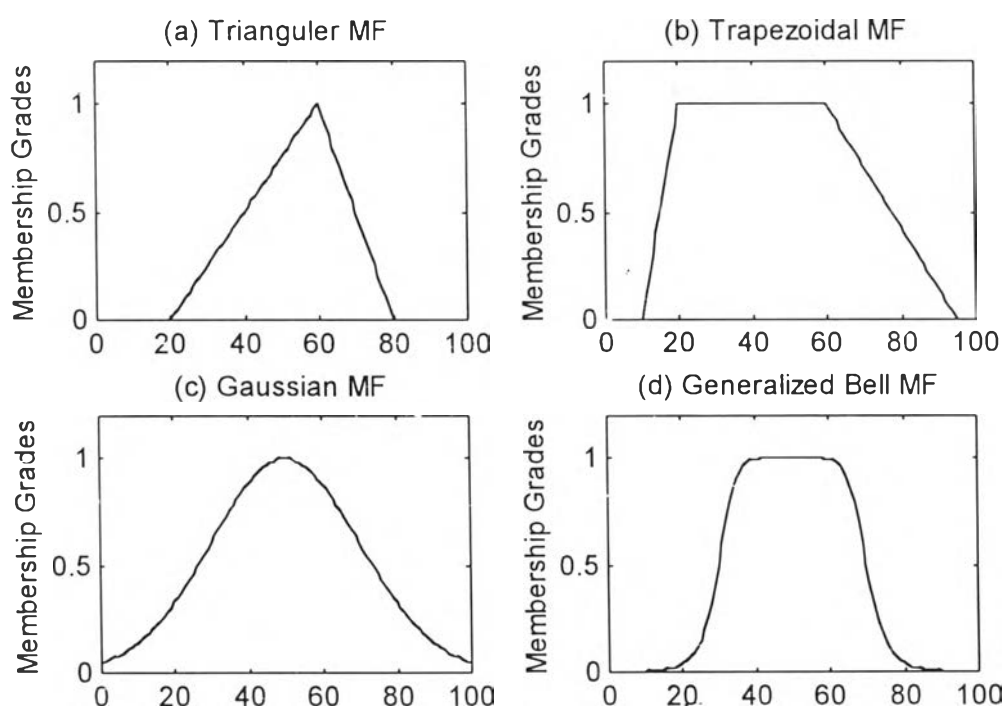 (a) Trianguler MF
(b) Trapezoidal MF
Membership Grades
1
0.5
0
0 20 40 60 80 100
Membership Grades
1
0.5
0
0 20 40 60 80 100
(c) Gaussian MF
(d) Generalized Bell MF
Membership Grades
1
0.5
0
0 20 40 60 80 100
Membership Grades
1
0.5
0
0 20 40 60 80 100